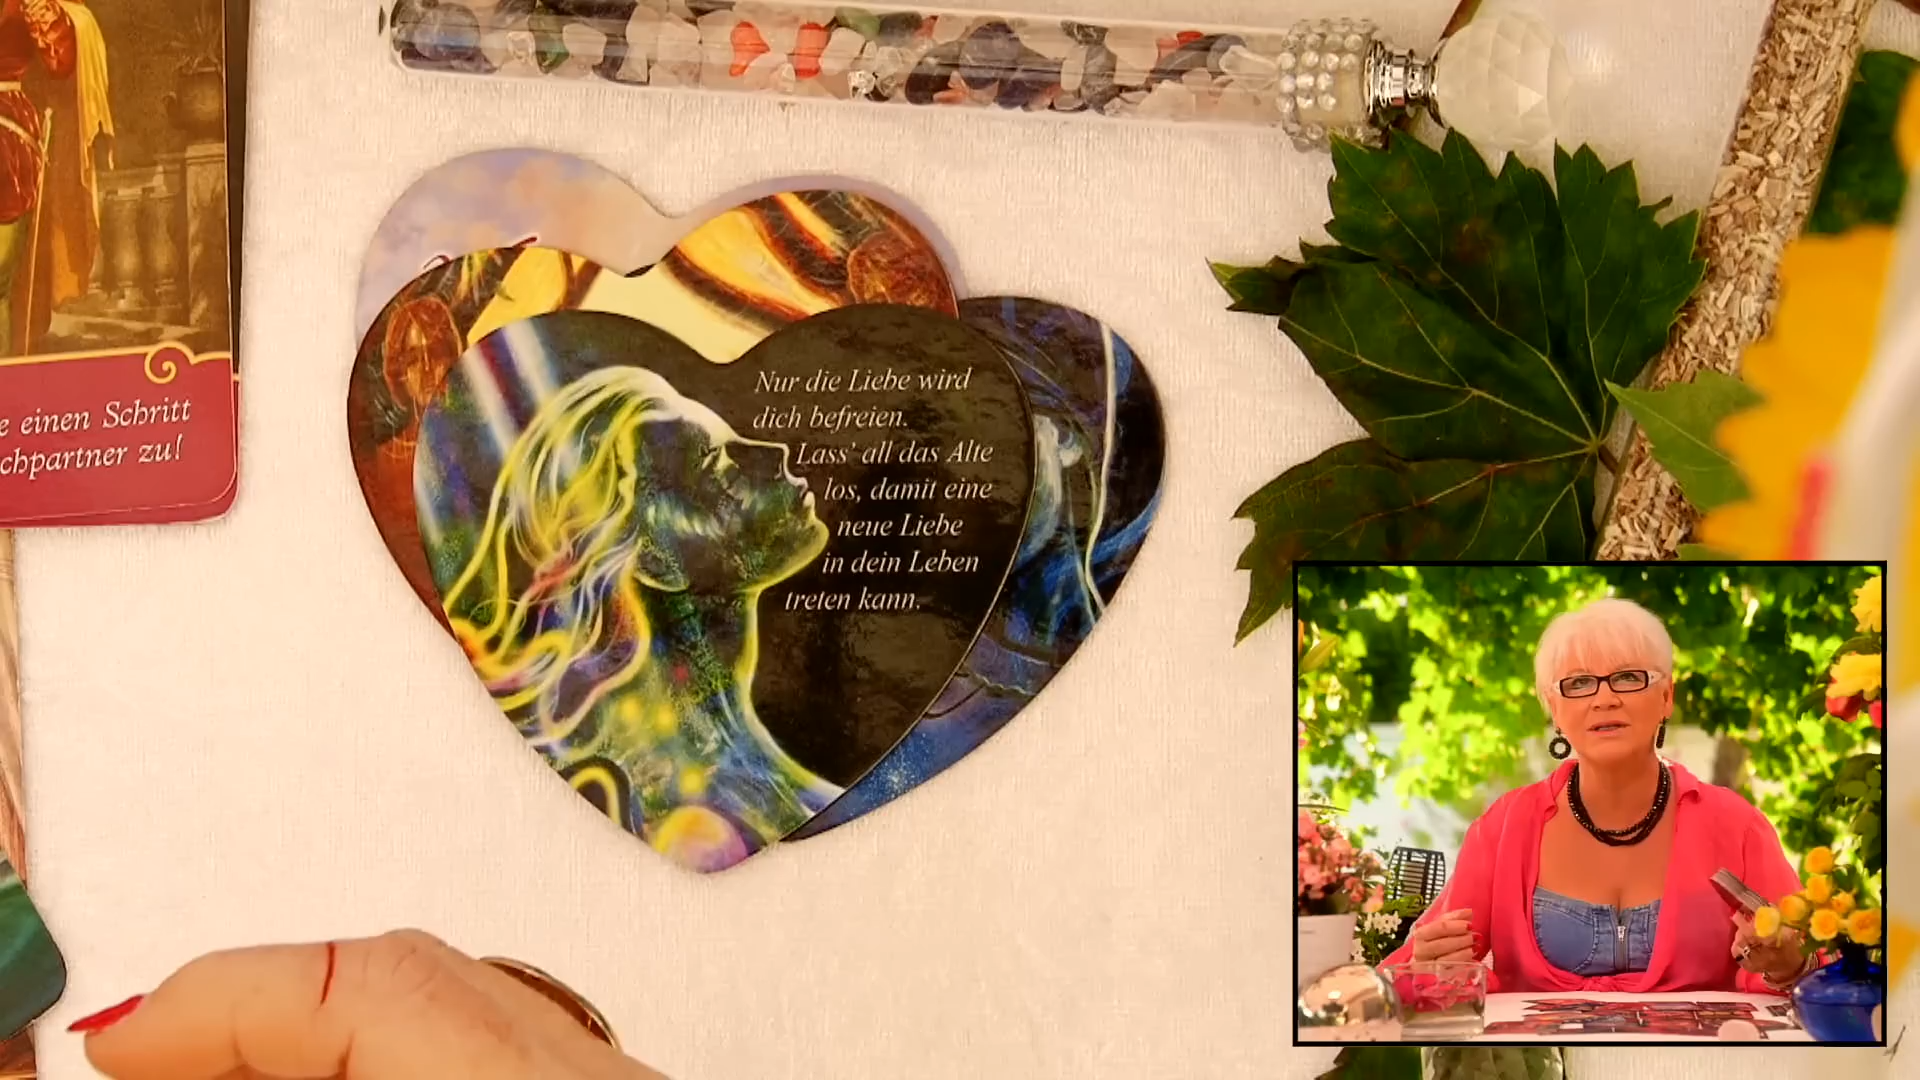 e einen Schritt
chpartner zu!
Nur die Liebe wird
dich befreien.
Lass’ all das Alte
los, damit eine
neue Liebe
in dein Leben
treten kann.